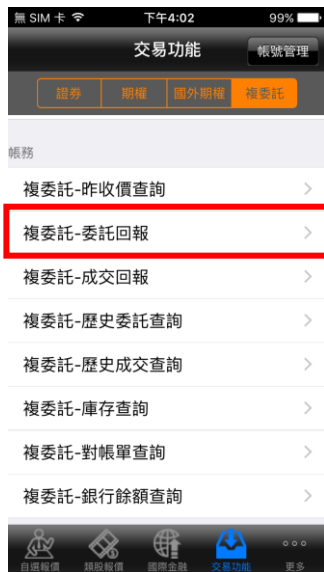 無 SIM 卡 下午4:02 99%
交易功能 帳號管理
證券 期權 國外期權 複委託
帳務
複委託-昨收價查詢
複委託-委託回報
複委託-成交回報
複委託-歷史委託查詢
複委託-歷史成交查詢
複委託-庫存查詢
複委託-對帳單查詢
複委託-銀行餘額查詢
自選報價 類股報價 國際金融 交易功能 更多